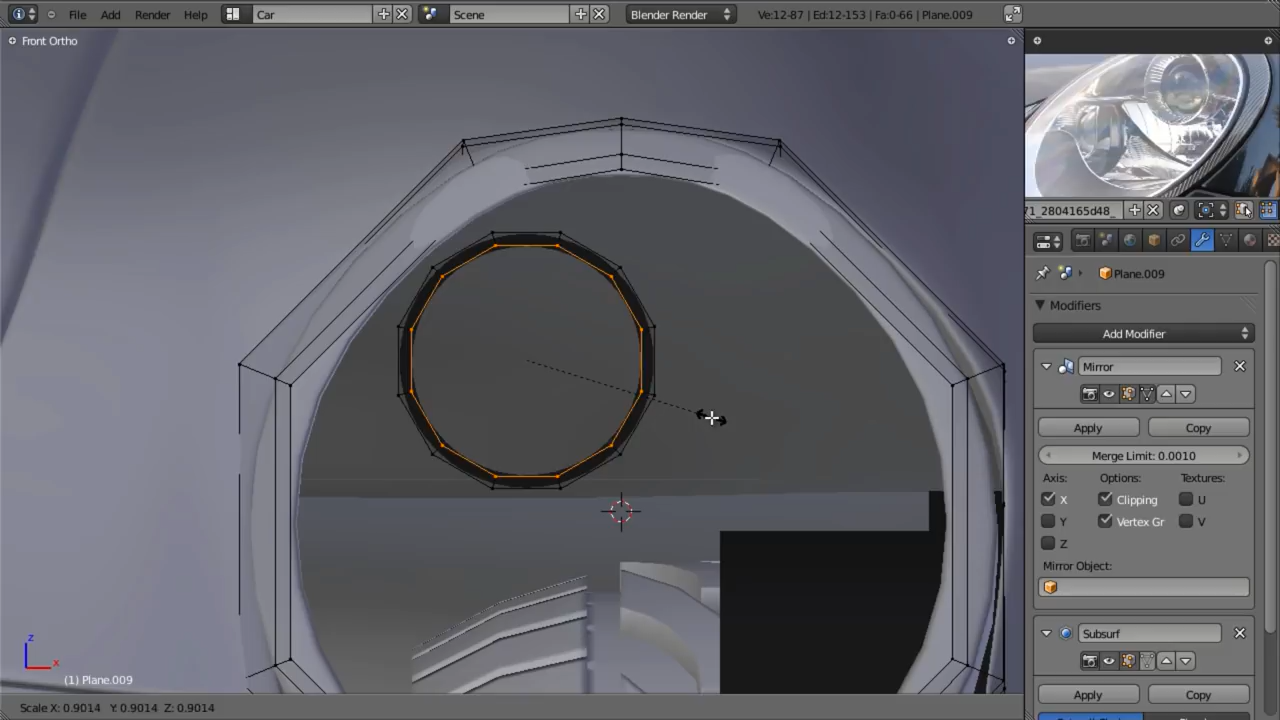 File Add Render Help Car Scene Blender Render Ve:12-87 | Ed:12-153 | Fa:0-66 | Plane.009
Front Ortho
71_2804165d48_
Plane.009
Modifiers
Add Modifier
Mirror
Apply Copy
Merge Limit: 0.0010
Axis: Options: Textures:
X Clipping U
Y Vertex Gr V
Z
Mirror Object:
Subsurf
z
x
(1) Plane.009
Apply Copy
Scale X: 0.9014 Y: 0.9014 Z: 0.9014